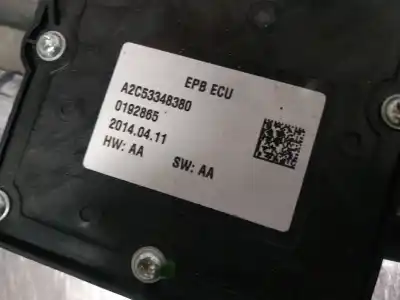 EPB ECU
A2C53348380
0192865
2014.04.11
HW: AA SW: AA